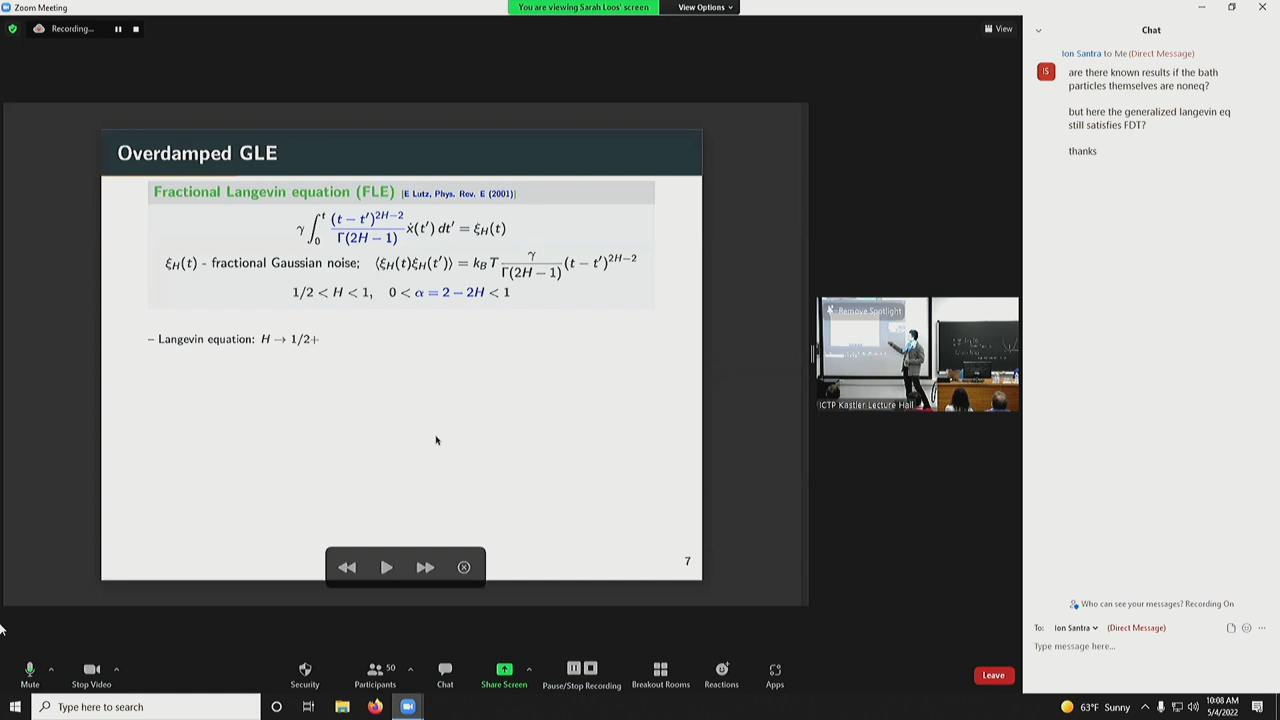 Zoom Meeting
You are viewing Sarah Loos' screen
View Options
Recording...
View
Chat
Ion Santra to Me (Direct Message)
IS
are there known results if the bath
particles themselves are noneq?
but here the generalized langevin eq
still satisfies FDT?
thanks
Overdamped GLE
Fractional Langevin equation (FLE) [E Lutz, Phys. Rev. E (2001)]
γ ∫₀ᵗ (t − t′)^{2H−2} / Γ(2H − 1) ẋ(t′) dt′ = ξ_H(t)
ξ_H(t) - fractional Gaussian noise; ⟨ξ_H(t)ξ_H(t′)⟩ = k_B T γ / Γ(2H − 1) (t − t′)^{2H−2}
1/2 < H < 1, 0 < α = 2 − 2H < 1
– Langevin equation: H → 1/2+
7
Remove Spotlight
ICTP Kastler Lecture Hall
Who can see your messages? Recording On
To: Ion Santra (Direct Message)
Type message here...
Mute
Stop Video
Security
50
Participants
Chat
Share Screen
Pause/Stop Recording
Breakout Rooms
Reactions
Apps
Leave
Type here to search
63°F Sunny
10:08 AM
5/4/2022